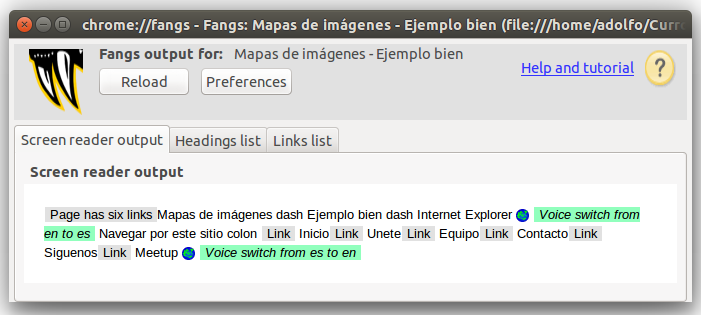 chrome://fangs - Fangs: Mapas de imágenes - Ejemplo bien (file:///home/adolfo/Curro
Fangs output for: Mapas de imágenes - Ejemplo bien
Reload Preferences
Help and tutorial ?
Screen reader output Headings list Links list
Screen reader output
Page has six links Mapas de imágenes dash Ejemplo bien dash Internet Explorer Voice switch from
en to es Navegar por este sitio colon Link Inicio Link Unete Link Equipo Link Contacto Link
Siguenos Link Meetup Voice switch from es to en